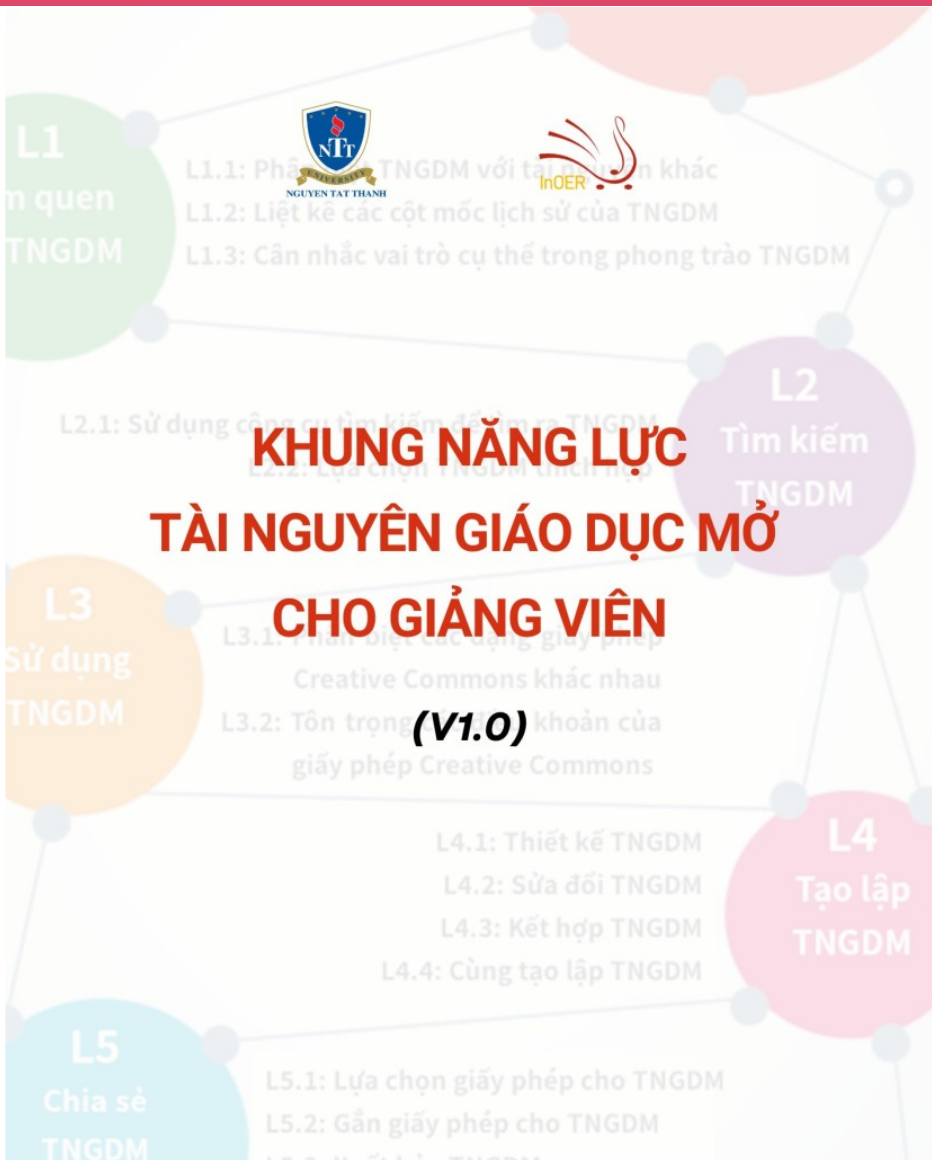 L1
quen
TNGDM
NTT
UNIVERSITY
NGUYEN TAT THANH
InOER
L1.1: TNGDM với khác
L1.2: Liệt kê các cột mốc lịch sử của TNGDM
L1.3: Cân nhắc vai trò cụ thể trong phong trào TNGDM
L2
Tìm kiếm
TNGDM
L2.1: Sử dụng công cụ tìm kiếm để tìm ra TNGDM
L2.2: Lựa chọn TNGDM thích hợp
KHUNG NĂNG LỰC
TÀI NGUYÊN GIÁO DỤC MỞ
CHO GIẢNG VIÊN
(V1.0)
L3
Sử dụng
TNGDM
L3.1: Phân biệt các dạng giấy phép
Creative Commons khác nhau
L3.2: Tôn trọng khoản của
giấy phép Creative Commons
L4
Tạo lập
TNGDM
L4.1: Thiết kế TNGDM
L4.2: Sửa đổi TNGDM
L4.3: Kết hợp TNGDM
L4.4: Cùng tạo lập TNGDM
L5
Chia sẻ
TNGDM
L5.1: Lựa chọn giấy phép cho TNGDM
L5.2: Gắn giấy phép cho TNGDM